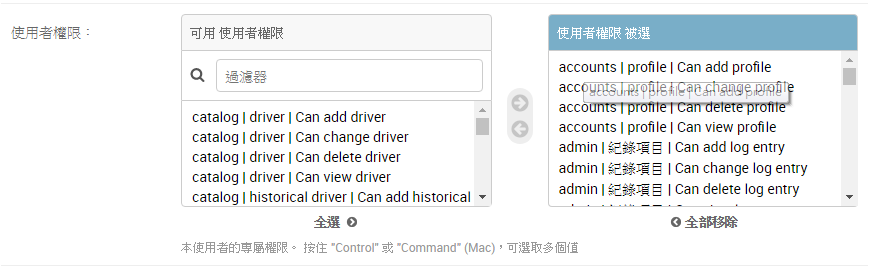 使用者權限：
可用 使用者權限
過濾器
catalog | driver | Can add driver
catalog | driver | Can change driver
catalog | driver | Can delete driver
catalog | driver | Can view driver
catalog | historical driver | Can add historical
全選
使用者權限 被選
accounts | profile | Can add profile
accounts | profile | Can change profile
accounts | profile | Can add profile
accounts | profile | Can delete profile
accounts | profile | Can view profile
admin | 紀錄項目 | Can add log entry
admin | 紀錄項目 | Can change log entry
admin | 紀錄項目 | Can delete log entry
全部移除
本使用者的專屬權限。 按住 "Control" 或 "Command" (Mac)，可選取多個值